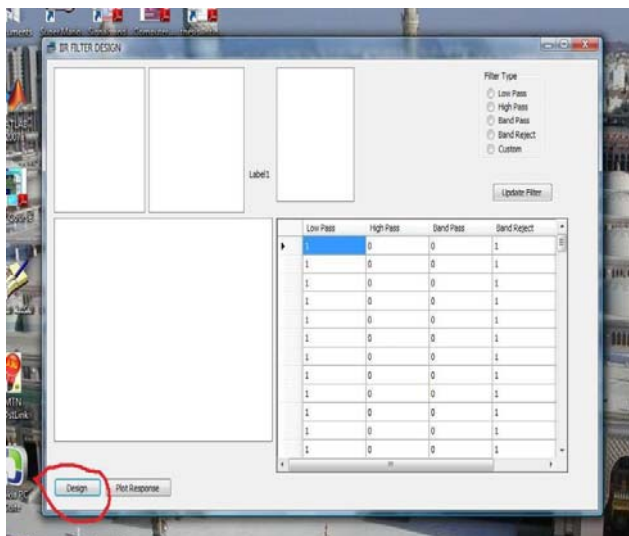 IIR FILTER DESIGN
Filter Type
Low Pass
High Pass
Band Pass
Band Reject
Custom
Label1
Update Filter
Low Pass High Pass Band Pass Band Reject
1 0 0 1
1 0 0 1
1 0 0 1
1 0 0 1
1 0 0 1
1 0 0 1
1 0 0 1
1 0 0 1
1 0 0 1
1 0 0 1
1 0 0 1
1 0 0 1
Design Plot Response
MTN